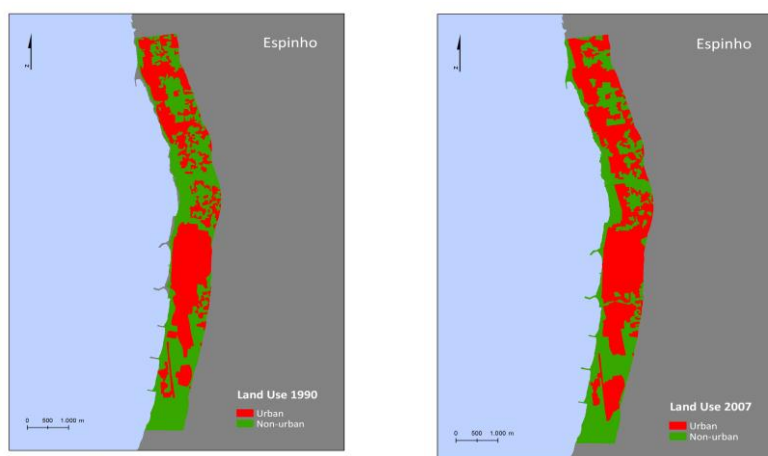 Espinho
N
Land Use 1990
Urban
Non-urban
0 500 1.000 m
Espinho
N
Land Use 2007
Urban
Non-urban
0 500 1.000 m